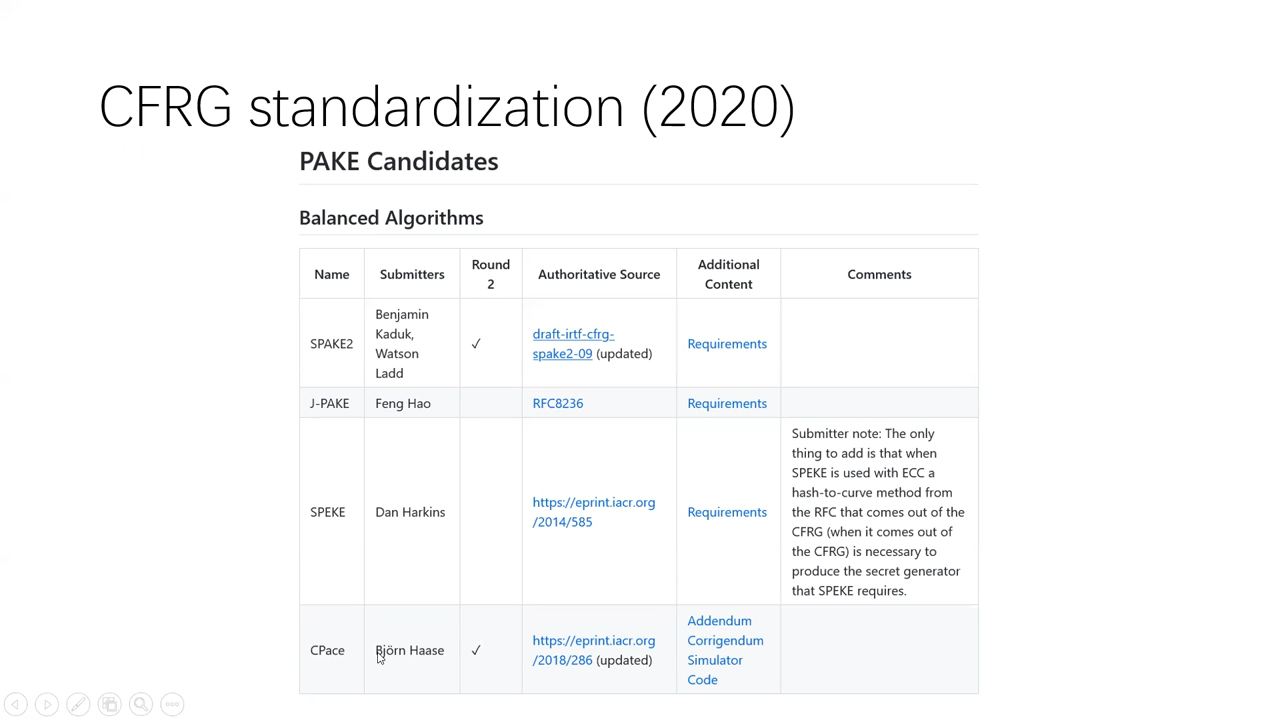 CFRG standardization (2020)
PAKE Candidates
Balanced Algorithms
Name
Submitters
Round
2
Authoritative Source
Additional
Content
Comments
SPAKE2
Benjamin
Kaduk,
Watson
Ladd
✓
draft-irtf-cfrg-
spake2-09 (updated)
Requirements
J-PAKE
Feng Hao
RFC8236
Requirements
SPEKE
Dan Harkins
https://eprint.iacr.org
/2014/585
Requirements
Submitter note: The only
thing to add is that when
SPEKE is used with ECC a
hash-to-curve method from
the RFC that comes out of the
CFRG (when it comes out of
the CFRG) is necessary to
produce the secret generator
that SPEKE requires.
CPace
Björn Haase
✓
https://eprint.iacr.org
/2018/286 (updated)
Addendum
Corrigendum
Simulator
Code